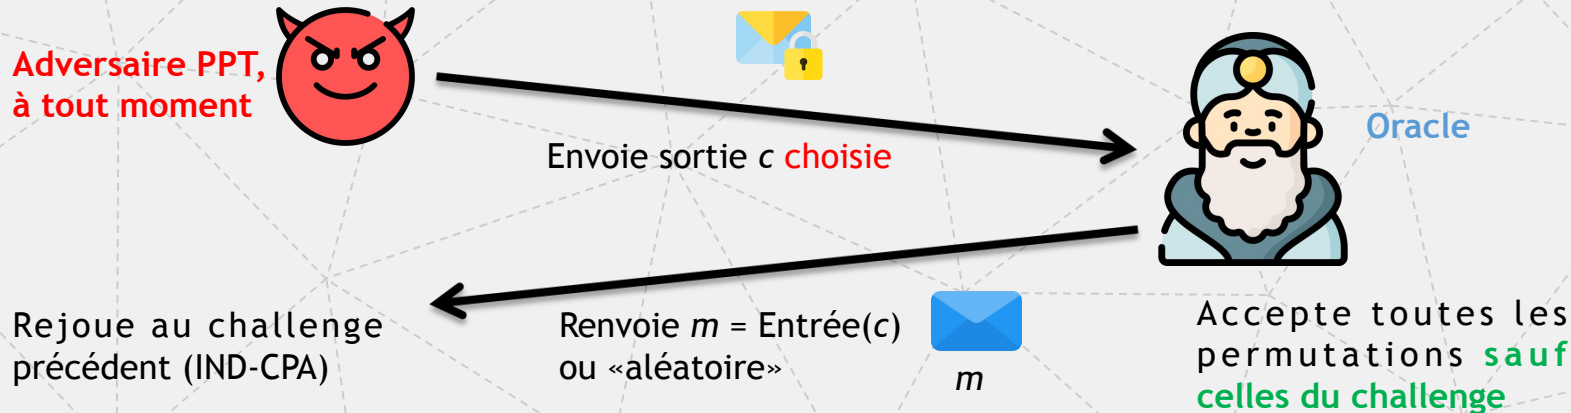 Adversaire PPT,
à tout moment
Envoie sortie c choisie
Oracle
Rejoue au challenge
précédent (IND-CPA)
Renvoie m = Entrée(c)
ou «aléatoire»
m
Accepte toutes les
permutations sauf
celles du challenge